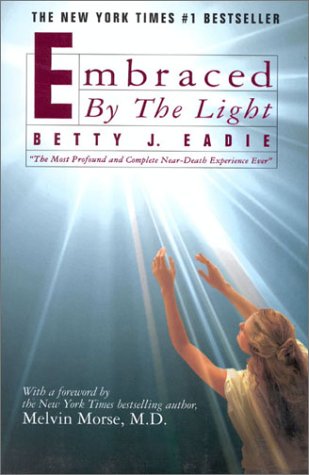 THE NEW YORK TIMES #1 BESTSELLER
Embraced
By The Light
BETTY J. EADIE
"The Most Profound and Complete Near-Death Experience Ever"
With a foreword by
the New York Times bestselling author,
Melvin Morse, M.D.